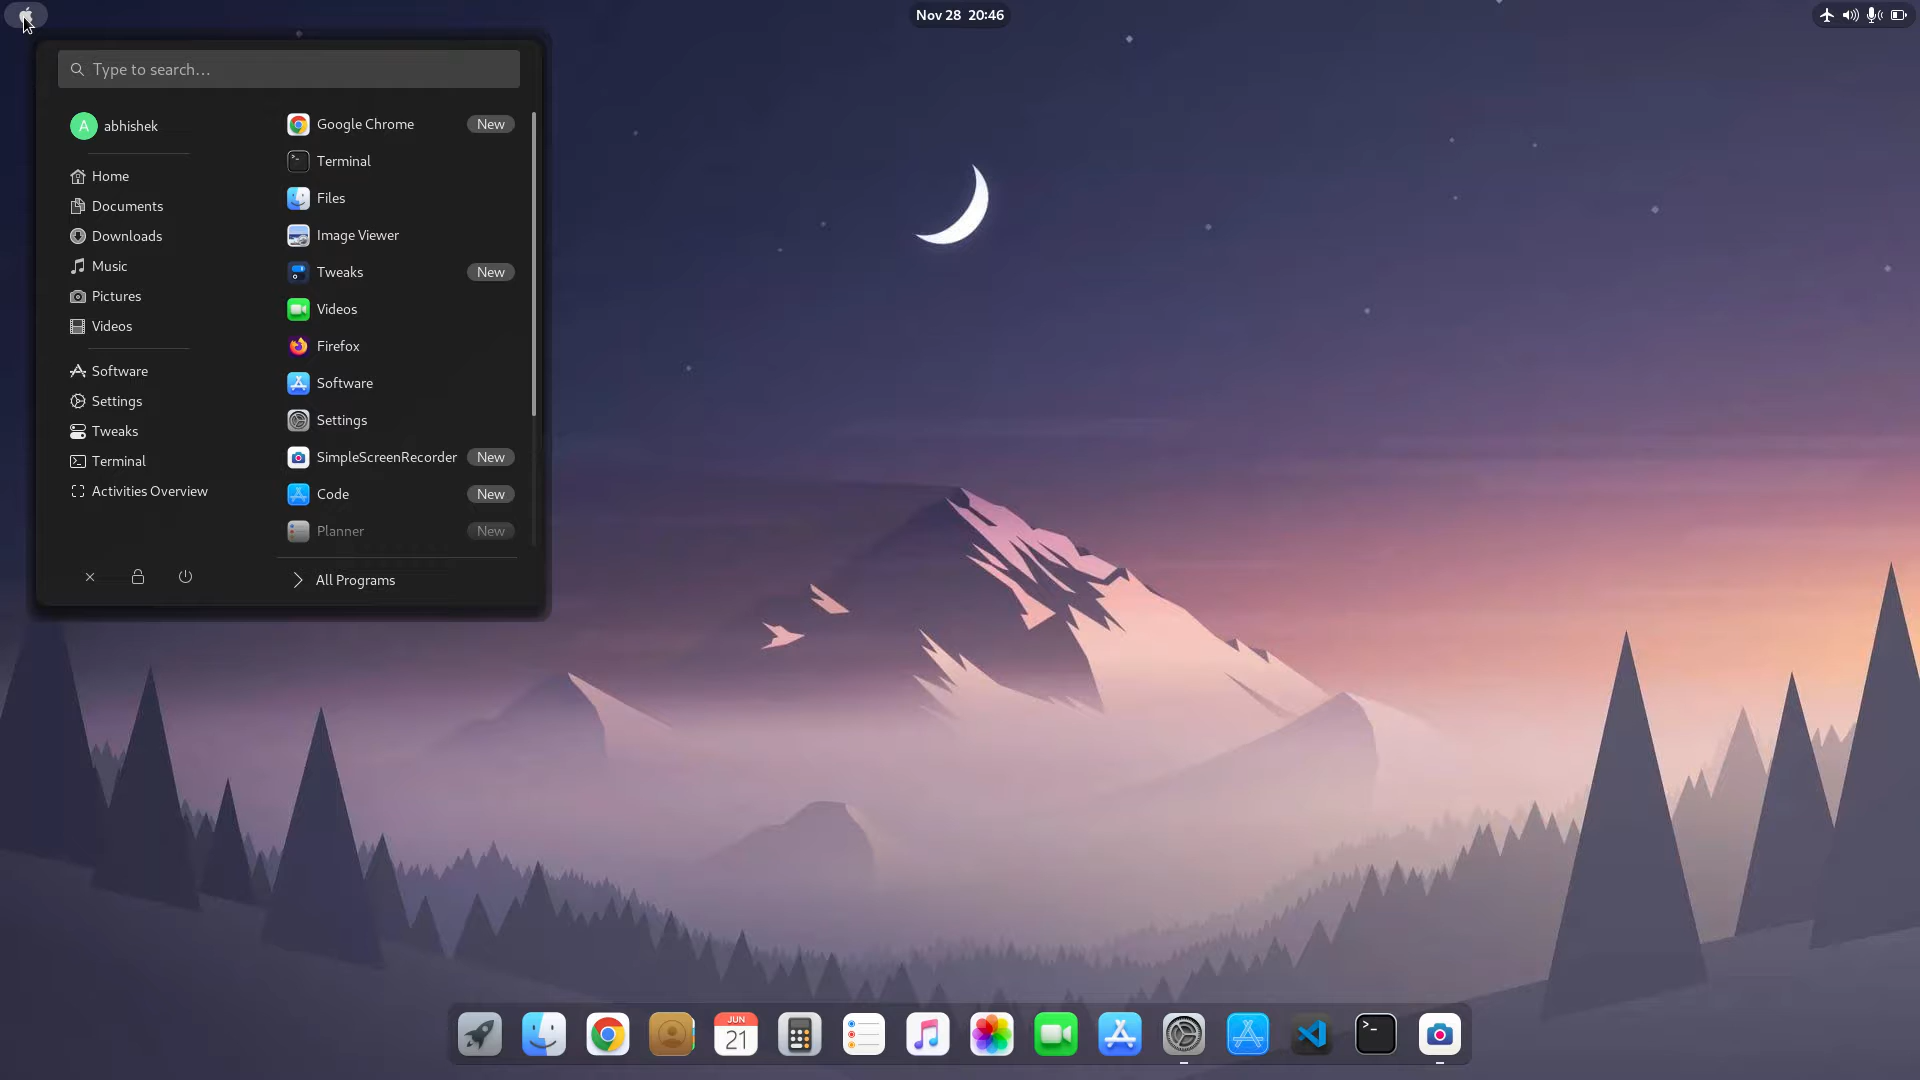 Nov 28 20:46
Type to search...
A abhishek
Home
Documents
Downloads
Music
Pictures
Videos
Software
Settings
Tweaks
Terminal
Activities Overview
Google Chrome New
Terminal
Files
Image Viewer
Tweaks New
Videos
Firefox
Software
Settings
SimpleScreenRecorder New
Code New
Planner New
All Programs
JUN
21